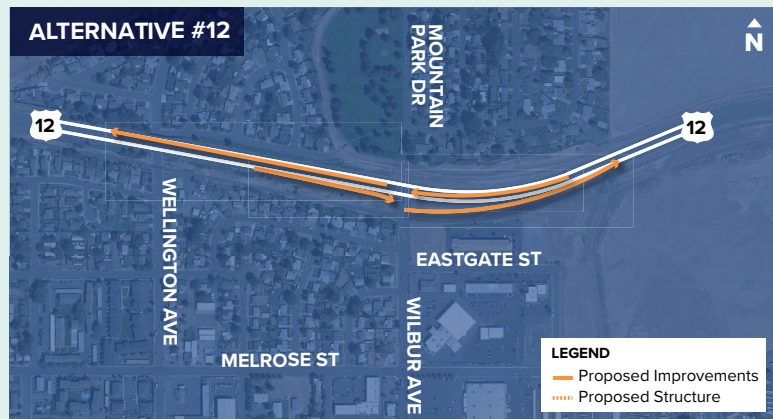 ALTERNATIVE #12
MOUNTAIN
PARK DR
N
12
12
WELLINGTON AVE
EASTGATE ST
WILBUR AVE
MELROSE ST
LEGEND
Proposed Improvements
Proposed Structure